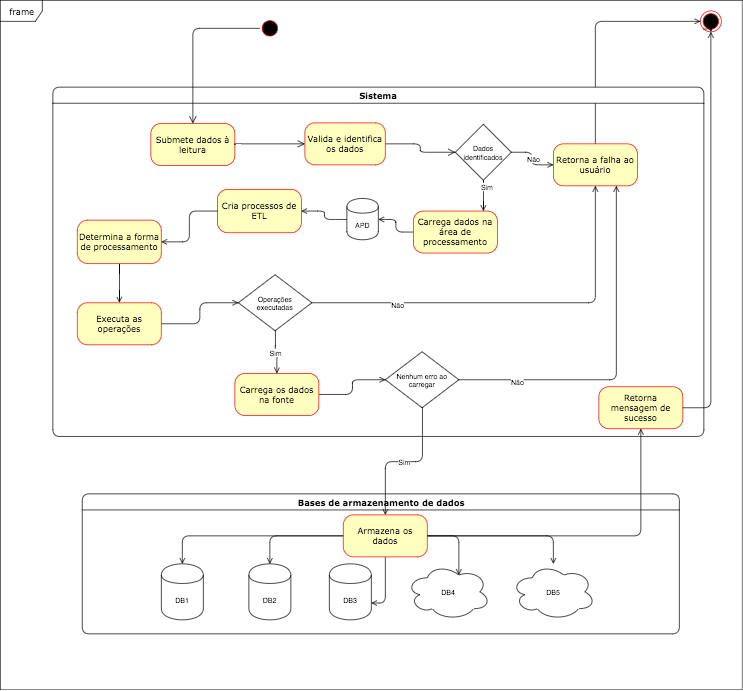 frame
Sistema
Submete dados à
leitura
Valida e identifica
os dados
Dados
identificados
Não
Retorna a falha ao
usuário
Sim
Cria processos de
ETL
APD
Carrega dados na
área de
processamento
Determina a forma
de processamento
Executa as
operações
Operações
executadas
Não
Sim
Carrega os dados
na fonte
Nenhum erro ao
carregar
Não
Retorna
mensagem de
sucesso
Sim
Bases de armazenamento de dados
Armazena os
dados
DB1
DB2
DB3
DB4
DB5